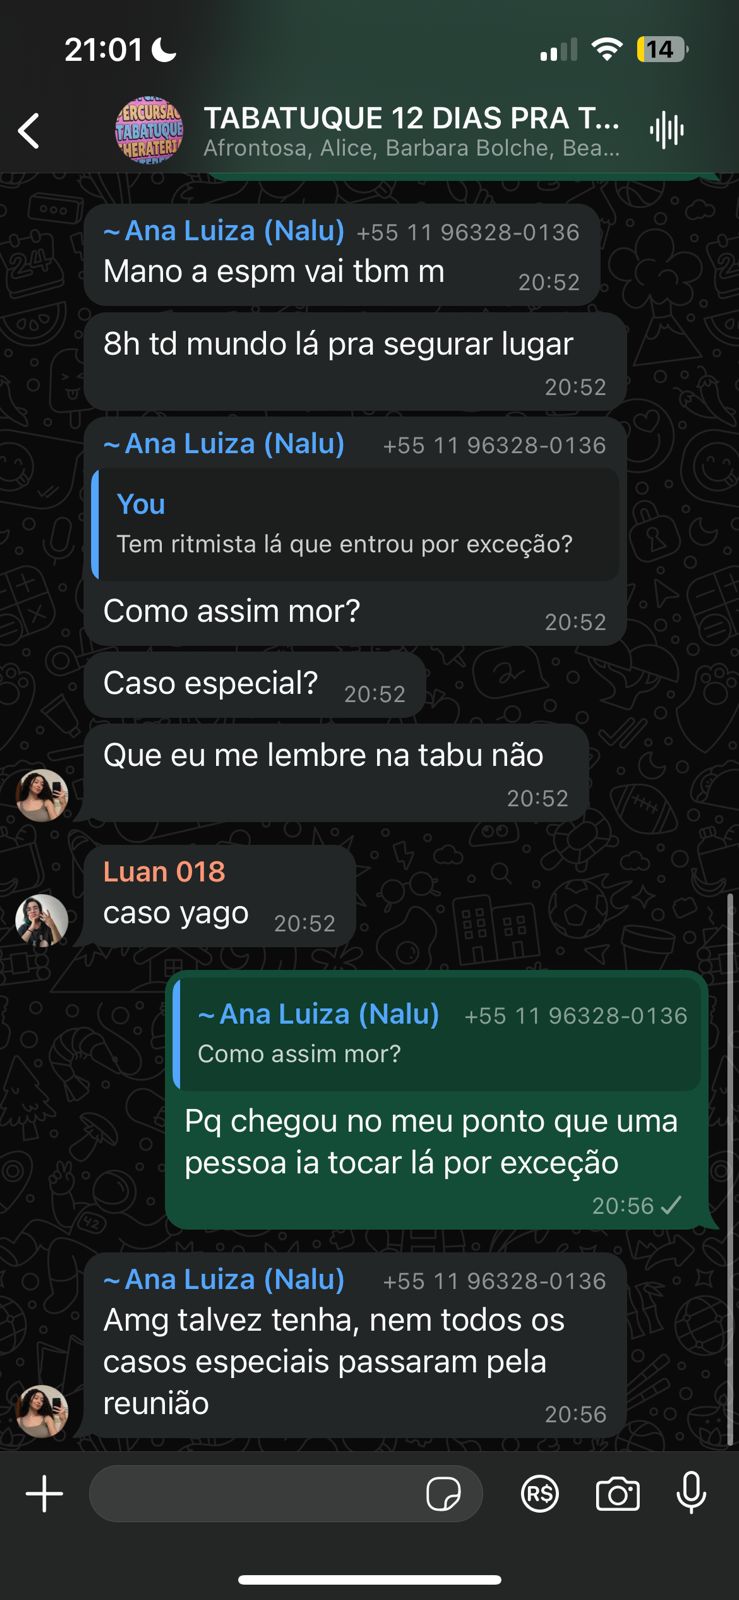 21:01
14
PERCURSÃO
TABATUQUE
TABATUQUE 12 DIAS PRA T...
Afrontosa, Alice, Barbara Bolche, Bea...
~Ana Luiza (Nalu) +55 11 96328-0136
Mano a espm vai tbm m
20:52
8h td mundo lá pra segurar lugar
20:52
~Ana Luiza (Nalu) +55 11 96328-0136
You
Tem ritmista lá que entrou por exceção?
Como assim mor?
20:52
Caso especial? 20:52
Que eu me lembre na tabu não
20:52
Luan 018
caso yago 20:52
~Ana Luiza (Nalu) +55 11 96328-0136
Como assim mor?
Pq chegou no meu ponto que uma
pessoa ia tocar lá por exceção
20:56
~Ana Luiza (Nalu) +55 11 96328-0136
Amg talvez tenha, nem todos os
casos especiais passaram pela
reunião
20:56
R$